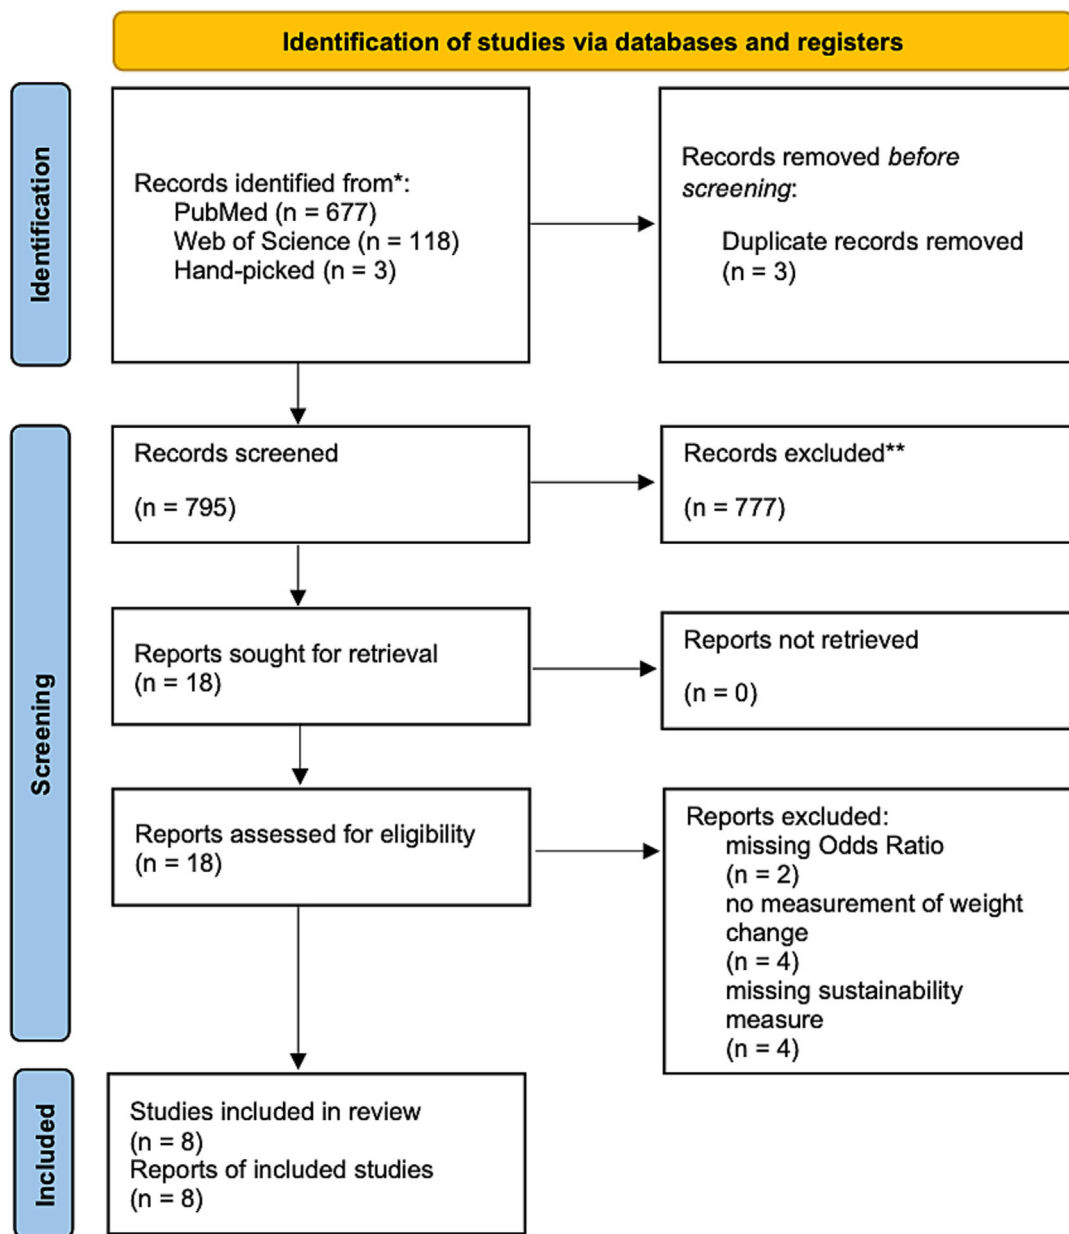 Identification of studies via databases and registers
Identification
Records identified from*:
PubMed (n = 677)
Web of Science (n = 118)
Hand-picked (n = 3)
Records removed before
screening:
Duplicate records removed
(n = 3)
Screening
Records screened
(n = 795)
Records excluded**
(n = 777)
Reports sought for retrieval
(n = 18)
Reports not retrieved
(n = 0)
Reports assessed for eligibility
(n = 18)
Reports excluded:
missing Odds Ratio
(n = 2)
no measurement of weight
change
(n = 4)
missing sustainability
measure
(n = 4)
Included
Studies included in review
(n = 8)
Reports of included studies
(n = 8)